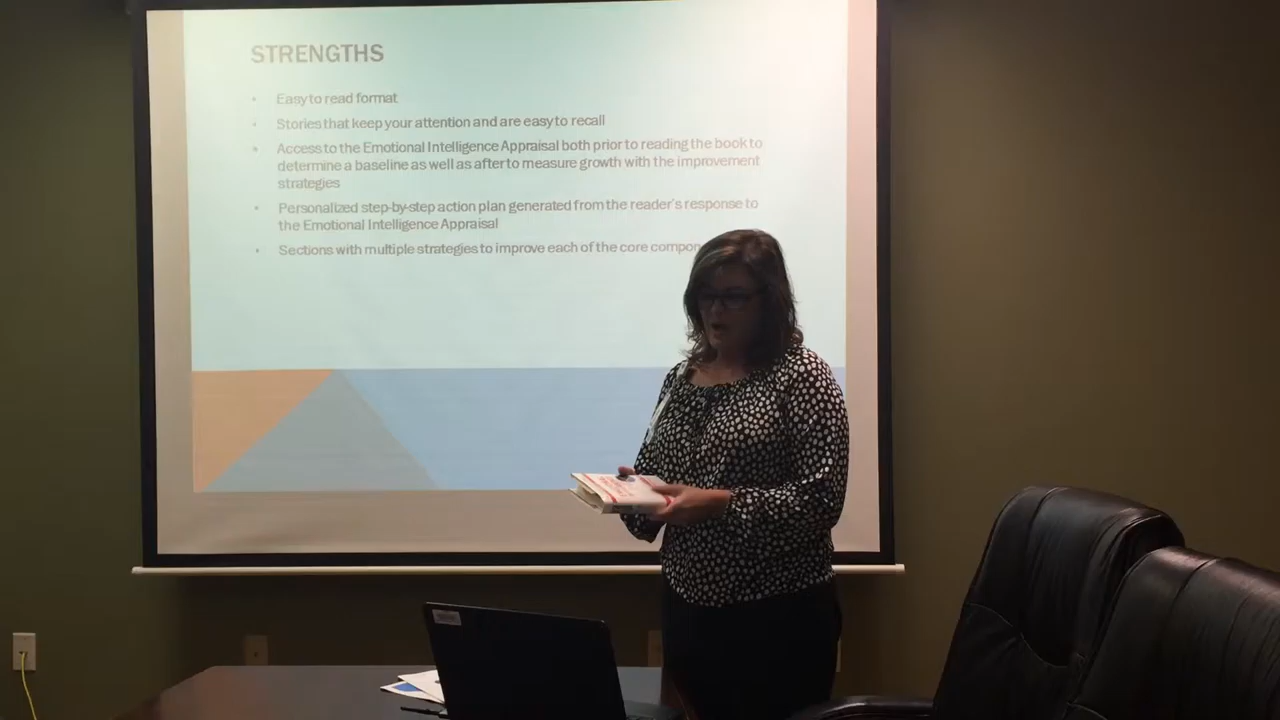 STRENGTHS
• Easy to read format
• Stories that keep your attention and are easy to recall
• Access to the Emotional Intelligence Appraisal both prior to reading the book to
determine a baseline as well as after to measure growth with the improvement
strategies
• Personalized step-by-step action plan generated from the reader's response to
the Emotional Intelligence Appraisal
• Sections with multiple strategies to improve each of the core